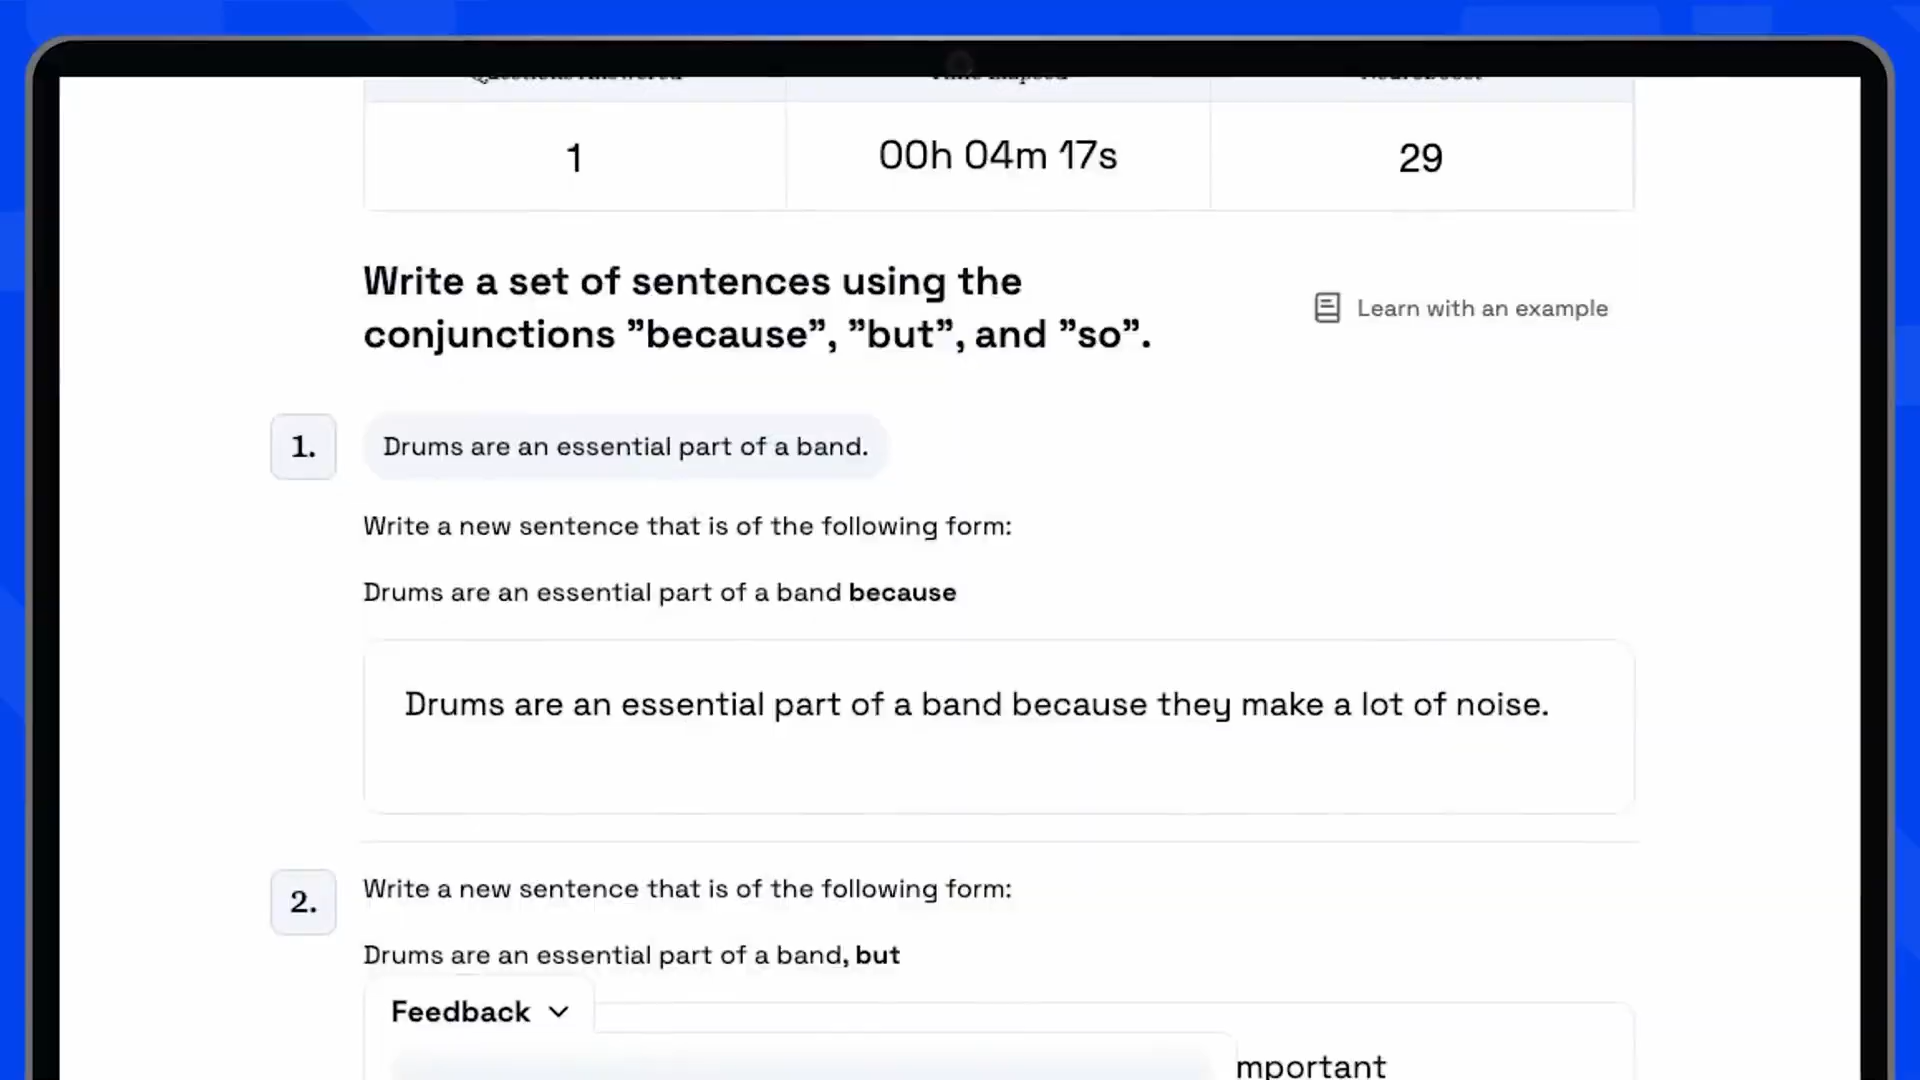 1
00h 04m 17s
29
Write a set of sentences using the
conjunctions ”because”, ”but”, and ”so”.
Learn with an example
1.
Drums are an essential part of a band.
Write a new sentence that is of the following form:
Drums are an essential part of a band because
Drums are an essential part of a band because they make a lot of noise.
2.
Write a new sentence that is of the following form:
Drums are an essential part of a band, but
Feedback
mportant